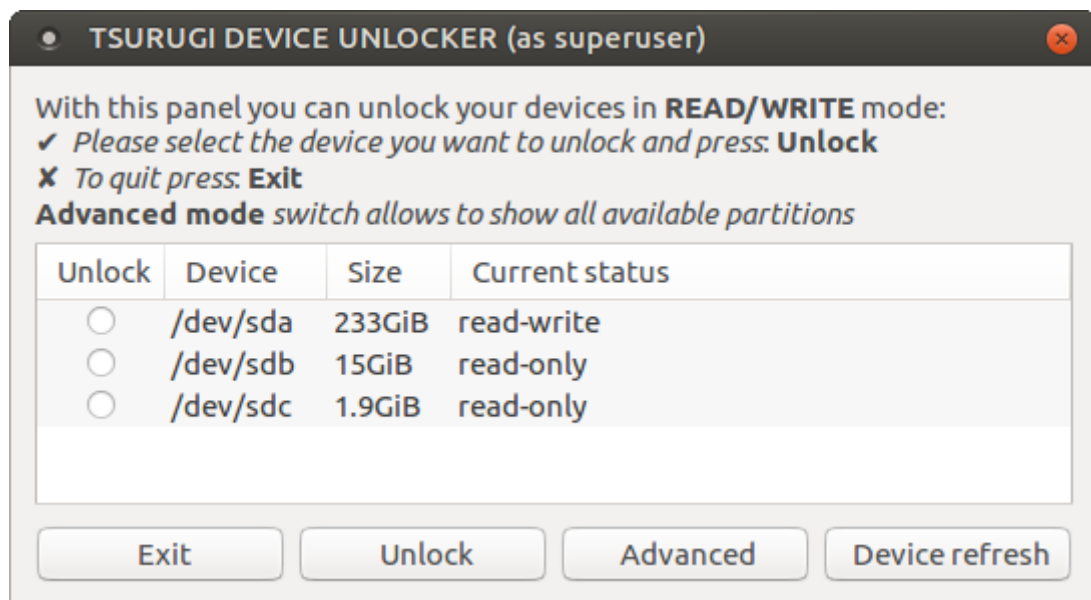 TSURUGI DEVICE UNLOCKER (as superuser)
With this panel you can unlock your devices in READ/WRITE mode:
✔ Please select the device you want to unlock and press: Unlock
✘ To quit press: Exit
Advanced mode switch allows to show all available partitions
Unlock Device Size Current status
/dev/sda 233GiB read-write
/dev/sdb 15GiB read-only
/dev/sdc 1.9GiB read-only
Exit Unlock Advanced Device refresh